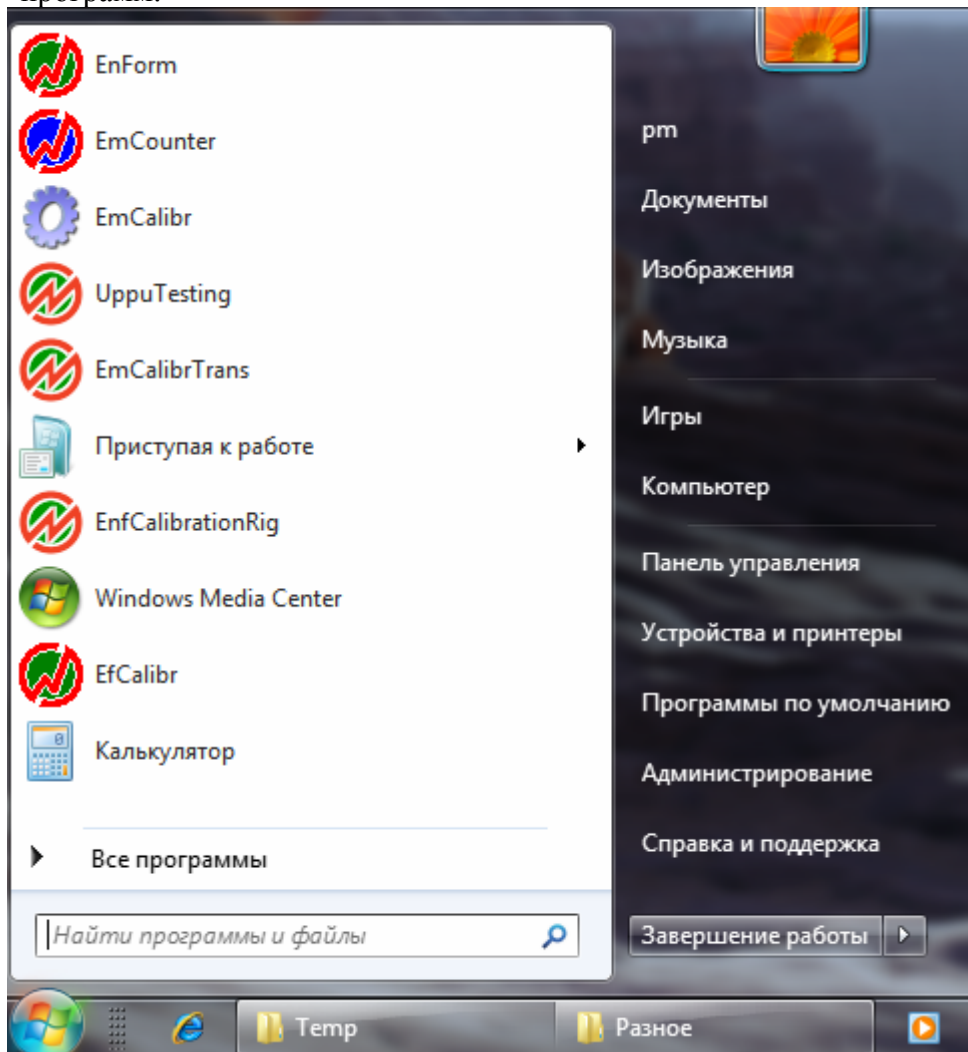 программ.
EnForm
EmCounter
EmCalibr
UppuTesting
EmCalibrTrans
Приступая к работе
EnfCalibrationRig
Windows Media Center
EfCalibr
Калькулятор
Все программы
Найти программы и файлы
pm
Документы
Изображения
Музыка
Игры
Компьютер
Панель управления
Устройства и принтеры
Программы по умолчанию
Администрирование
Справка и поддержка
Завершение работы
Temp
Разное